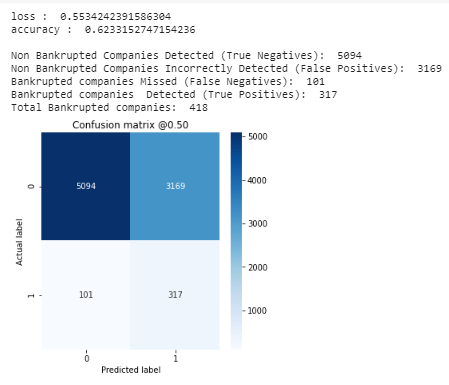 loss :  0.5534242391586304
accuracy :  0.6233152747154236
Non Bankrupted Companies Detected (True Negatives):  5094
Non Bankrupted Companies Incorrectly Detected (False Positives):  3169
Bankrupted companies Missed (False Negatives):  101
Bankrupted companies  Detected (True Positives):  317
Total Bankrupted companies:  418
Confusion matrix @0.50
5000
4000
3000
2000
1000
Actual label
0
5094
3169
1
101
317
0
1
Predicted label